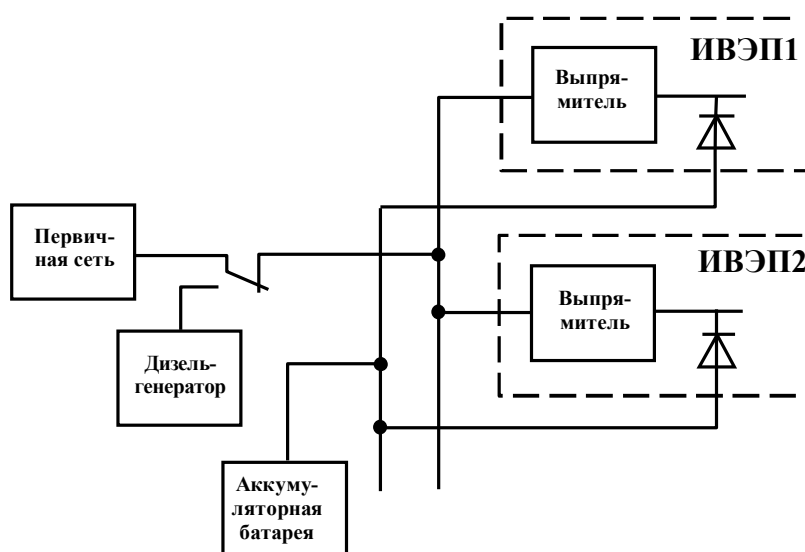 ИВЭП1
Выпря-
митель
Первич-
ная сеть
ИВЭП2
Выпря-
митель
Дизель-
генератор
Аккуму-
ляторная
батарея